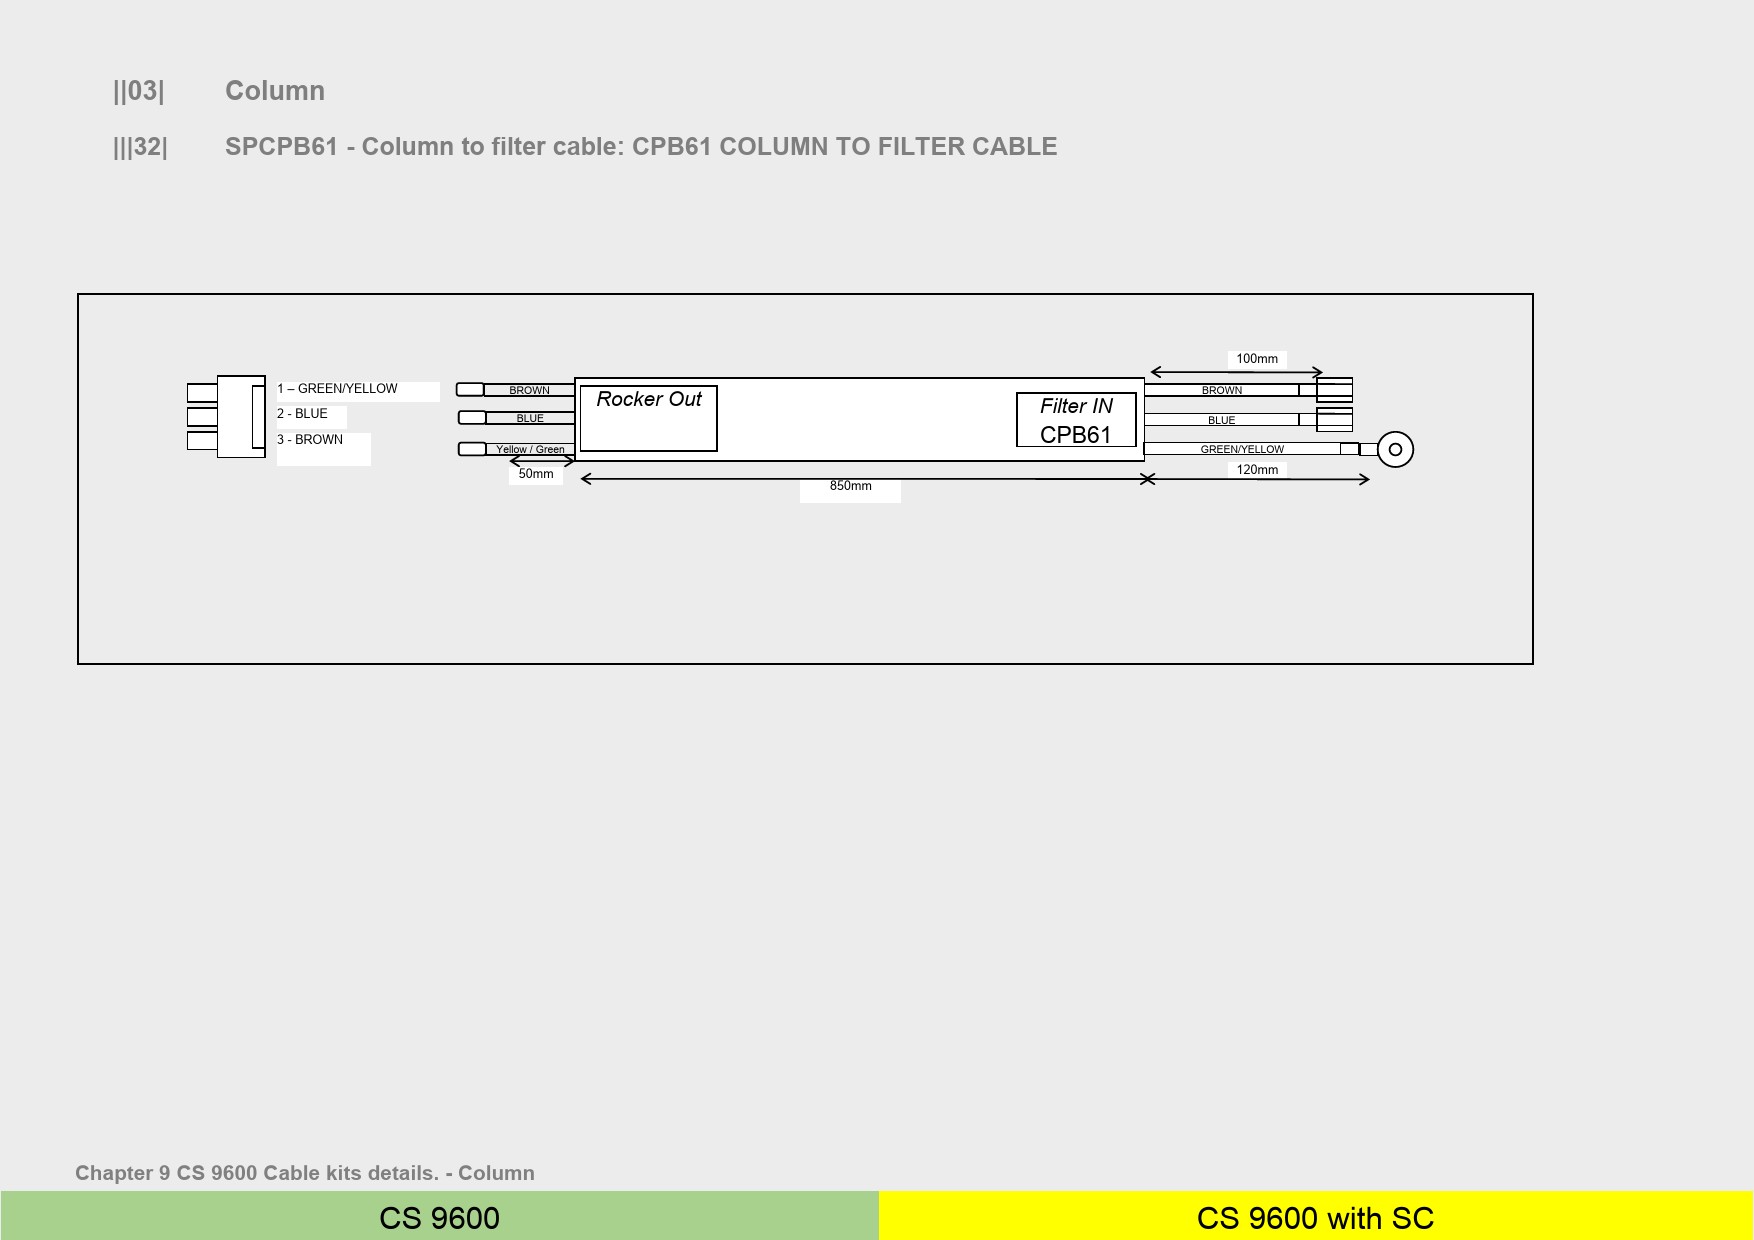 ||03| Column
|||32| SPCPB61 - Column to filter cable: CPB61 COLUMN TO FILTER CABLE
100mm
1 – GREEN/YELLOW
2 - BLUE
3 - BROWN
BROWN
BLUE
Yellow / Green
50mm
Rocker Out
850mm
Filter IN
CPB61
BROWN
BLUE
GREEN/YELLOW
120mm
Chapter 9 CS 9600 Cable kits details. - Column
CS 9600
CS 9600 with SC